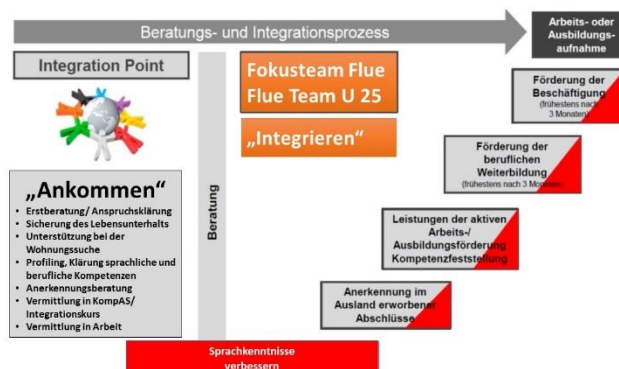 Beratungs- und Integrationsprozess
Arbeits- oder
Ausbildungs-
aufnahme
Integration Point
Fokusteam Flue
Flue Team U 25
„Integrieren“
Förderung der
Beschäftigung
(frühestens nach
3 Monaten)
Förderung der
beruflichen
Weiterbildung
(frühestens nach 3 Monaten)
„Ankommen“
• Erstberatung/ Anspruchsklärung
• Sicherung des Lebensunterhalts
• Unterstützung bei der
Wohnungssuche
• Profiling, Klärung sprachliche und
berufliche Kompetenzen
• Anerkennungsberatung
• Vermittlung in KompAS/
Integrationskurs
• Vermittlung in Arbeit
Beratung
Leistungen der aktiven
Arbeits-/
Ausbildungsförderung
Kompetenzfeststellung
Anerkennung im
Ausland erworbener
Abschlüsse
Sprachkenntnisse
verbessern